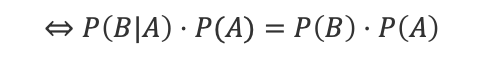 ⇔ P(B|A) · P(A) = P(B) · P(A)